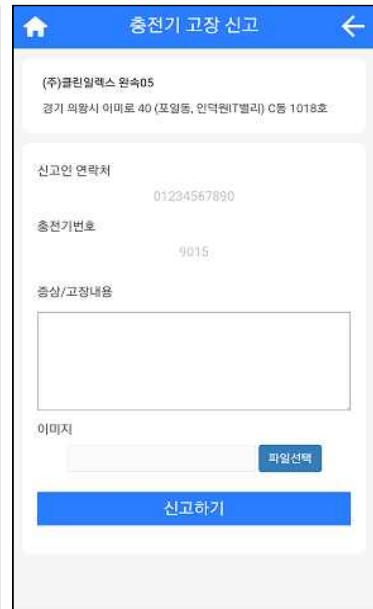 충전기 고장 신고
(주)클린일렉스 완속05
경기 의왕시 이미로 40 (포일동, 인덕원IT밸리) C동 1018호
신고인 연락처
01234567890
충전기번호
9015
증상/고장내용
이미지
파일선택
신고하기